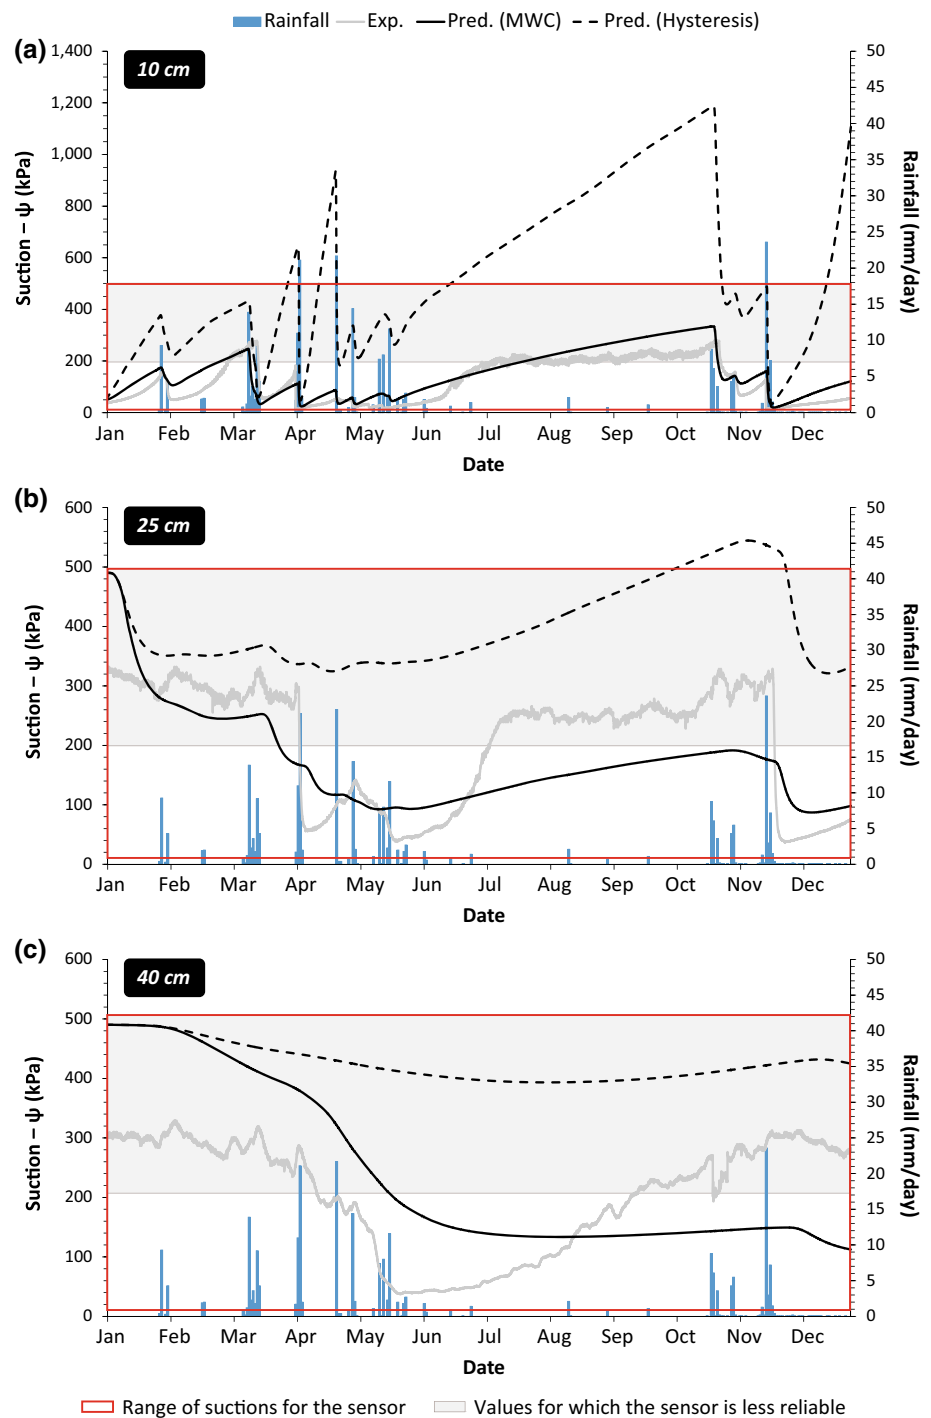 Rainfall Exp. Pred. (MWC) Pred. (Hysteresis)
(a)
10 cm
1,400
1,200
1,000
800
600
400
200
0
Suction – ψ (kPa)
50
45
40
35
30
25
20
15
10
5
0
Rainfall (mm/day)
Jan Feb Mar Apr May Jun Jul Aug Sep Oct Nov Dec
Date
(b)
25 cm
600
500
400
300
200
100
0
Suction – ψ (kPa)
50
45
40
35
30
25
20
15
10
5
0
Rainfall (mm/day)
Jan Feb Mar Apr May Jun Jul Aug Sep Oct Nov Dec
Date
(c)
40 cm
600
500
400
300
200
100
0
Suction – ψ (kPa)
50
45
40
35
30
25
20
15
10
5
0
Rainfall (mm/day)
Jan Feb Mar Apr May Jun Jul Aug Sep Oct Nov Dec
Date
Range of suctions for the sensor Values for which the sensor is less reliable